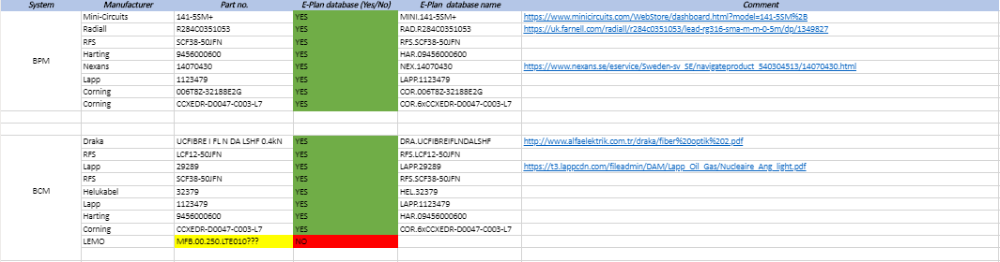 System Manufacturer Part no. E-Plan database (Yes/No) E-Plan database name Comment
Mini-Circuits 141-5SM+ YES MINI.141-5SM+ https://www.minicircuits.com/WebStore/dashboard.html?model=141-5SM%2B
Radiall R284C0351053 YES RAD.R284C0351053 https://uk.farnell.com/radiall/r284c0351053/lead-rg316-sma-m-m-0-5m/dp/1349827
RFS SCF38-50JFN YES RFS.SCF38-50JFN
Harting 9456000600 YES HAR.09456000600
BPM
Nexans 14070430 YES NEX.14070430 https://www.nexans.se/eservice/Sweden-sv_SE/navigateproduct_540304513/14070430.html
Lapp 1123479 YES LAPP.1123479
Corning 006T8Z-32188E2G YES COR.006T8Z-32188E2G
Corning CCXEDR-D0047-C003-L7 YES COR.6xCCXEDR-D0047-C003-L7
Draka UCFIBRE I FL N DA LSHF 0.4kN YES DRA.UCFIBREIFLNDALSHF http://www.alfaelektrik.com.tr/draka/fiber%20optik%202.pdf
RFS LCF12-50JFN YES RFS.LCF12-50JFN
Lapp 29289 YES LAPP.29289 https://t3.lappcdn.com/fileadmin/DAM/Lapp_Oil_Gas/Nucleaire_Ang_light.pdf
RFS SCF38-50JFN YES RFS.SCF38-50JFN
BCM
Helukabel 32379 YES HEL.32379
Lapp 1123479 YES LAPP.1123479
Harting 9456000600 YES HAR.09456000600
Corning CCXEDR-D0047-C003-L7 YES COR.6xCCXEDR-D0047-C003-L7
LEMO MFB.00.250.LTE010??? NO